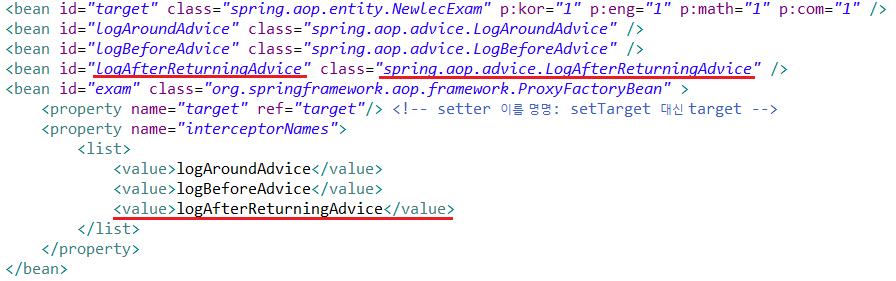 <bean id="target" class="spring.aop.entity.NewLecExam" p:kor="1" p:eng="1" p:math="1" p:com="1" />
<bean id="logAroundAdvice" class="spring.aop.advice.LogAroundAdvice" />
<bean id="logBeforeAdvice" class="spring.aop.advice.LogBeforeAdvice" />
<bean id="logAfterReturningAdvice" class="spring.aop.advice.LogAfterReturningAdvice" />
<bean id="exam" class="org.springframework.aop.framework.ProxyFactoryBean" >
    <property name="target" ref="target"/> <!-- setter 이름 명명: setTarget 대신 target -->
    <property name="interceptorNames">
        <list>
            <value>logAroundAdvice</value>
            <value>logBeforeAdvice</value>
            <value>logAfterReturningAdvice</value>
        </list>
    </property>
</bean>